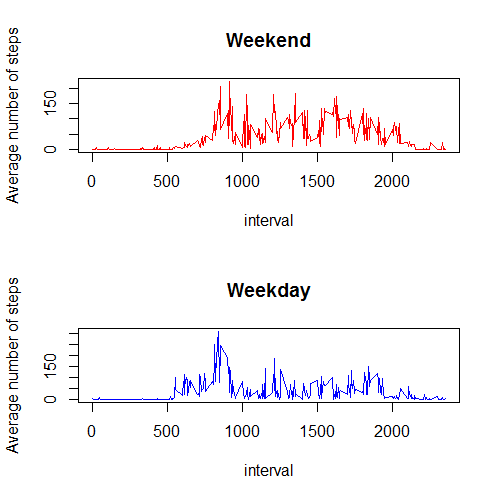 Weekend
Average number of steps
150
0
0 500 1000 1500 2000
interval
Weekday
Average number of steps
150
0
0 500 1000 1500 2000
interval